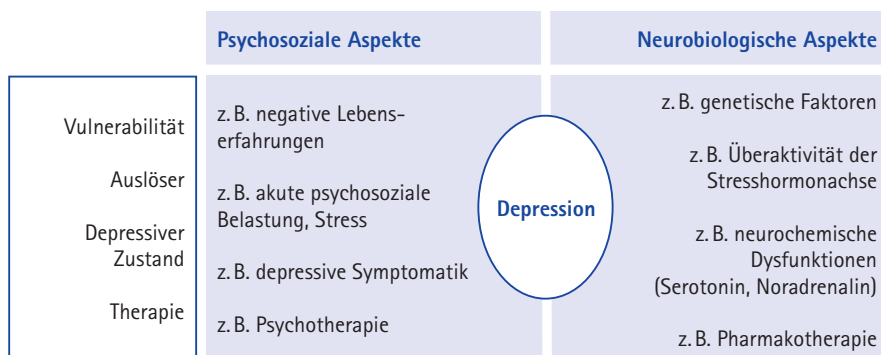 Psychosoziale Aspekte
Neurobiologische Aspekte
Vulnerabilität
Auslöser
Depressiver
Zustand
Therapie
z. B. negative Lebens-
erfahrungen
z. B. akute psychosoziale
Belastung, Stress
z. B. depressive Symptomatik
z. B. Psychotherapie
Depression
z. B. genetische Faktoren
z. B. Überaktivität der
Stresshormonachse
z. B. neurochemische
Dysfunktionen
(Serotonin, Noradrenalin)
z. B. Pharmakotherapie